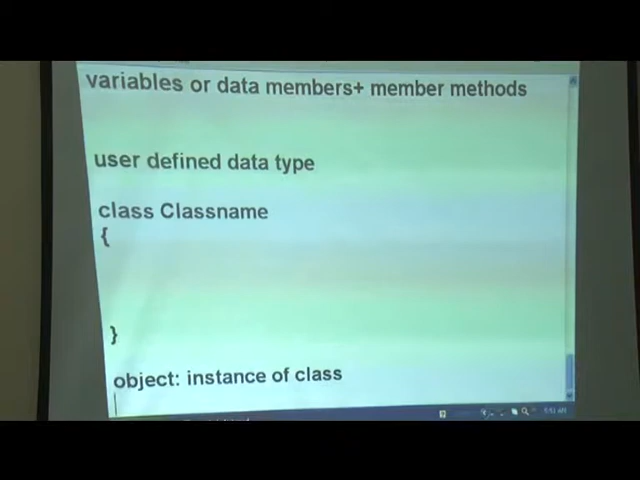 variables or data members+ member methods
user defined data type
class Classname
{
}
object: instance of class